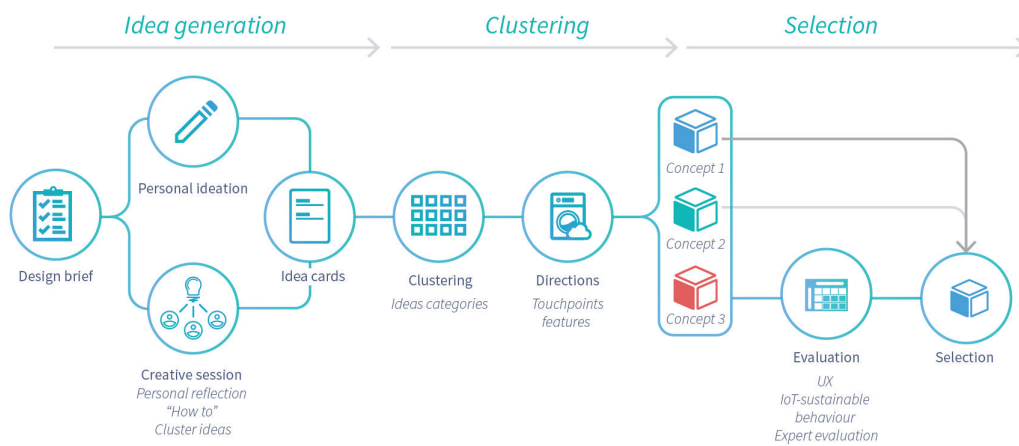 Idea generation
Clustering
Selection
Personal ideation
Design brief
Idea cards
Creative session
Personal reflection
“How to”
Cluster ideas
Clustering
Ideas categories
Directions
Touchpoints
features
Concept 1
Concept 2
Concept 3
Evaluation
UX
IoT-sustainable
behaviour
Expert evaluation
Selection